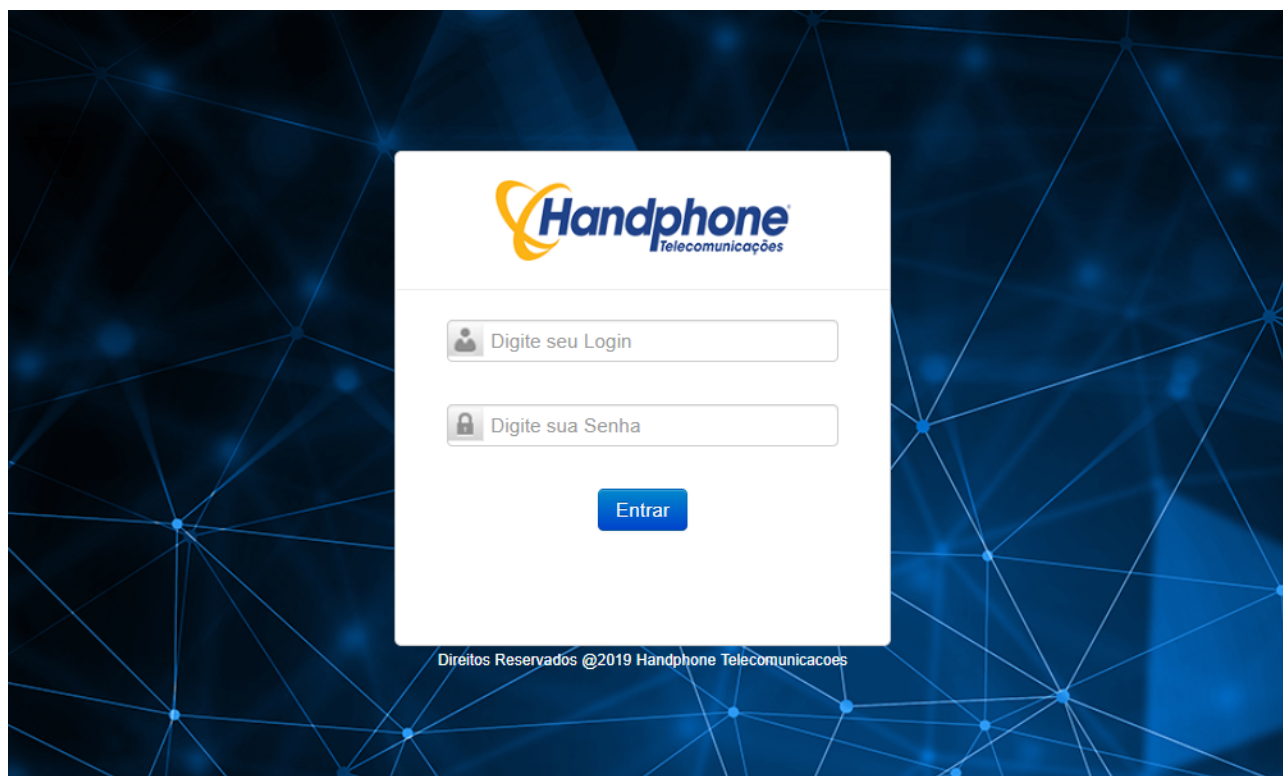 Handphone
Telecomunicações
Digite seu Login
Digite sua Senha
Entrar
Direitos Reservados @2019 Handphone Telecomunicacoes